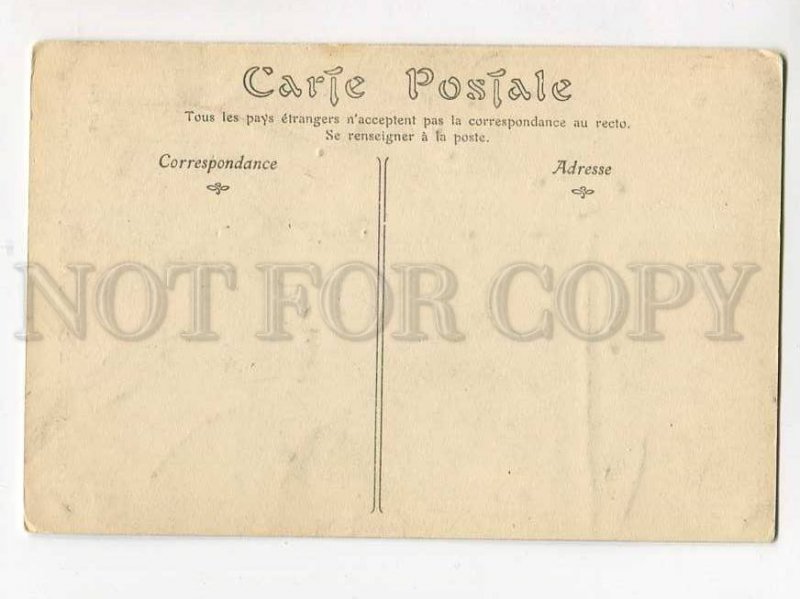 Carte Postale
Tous les pays étrangers n'acceptent pas la correspondance au recto.
Se renseigner à la poste.
Correspondance
Adresse
NOT FOR COPY